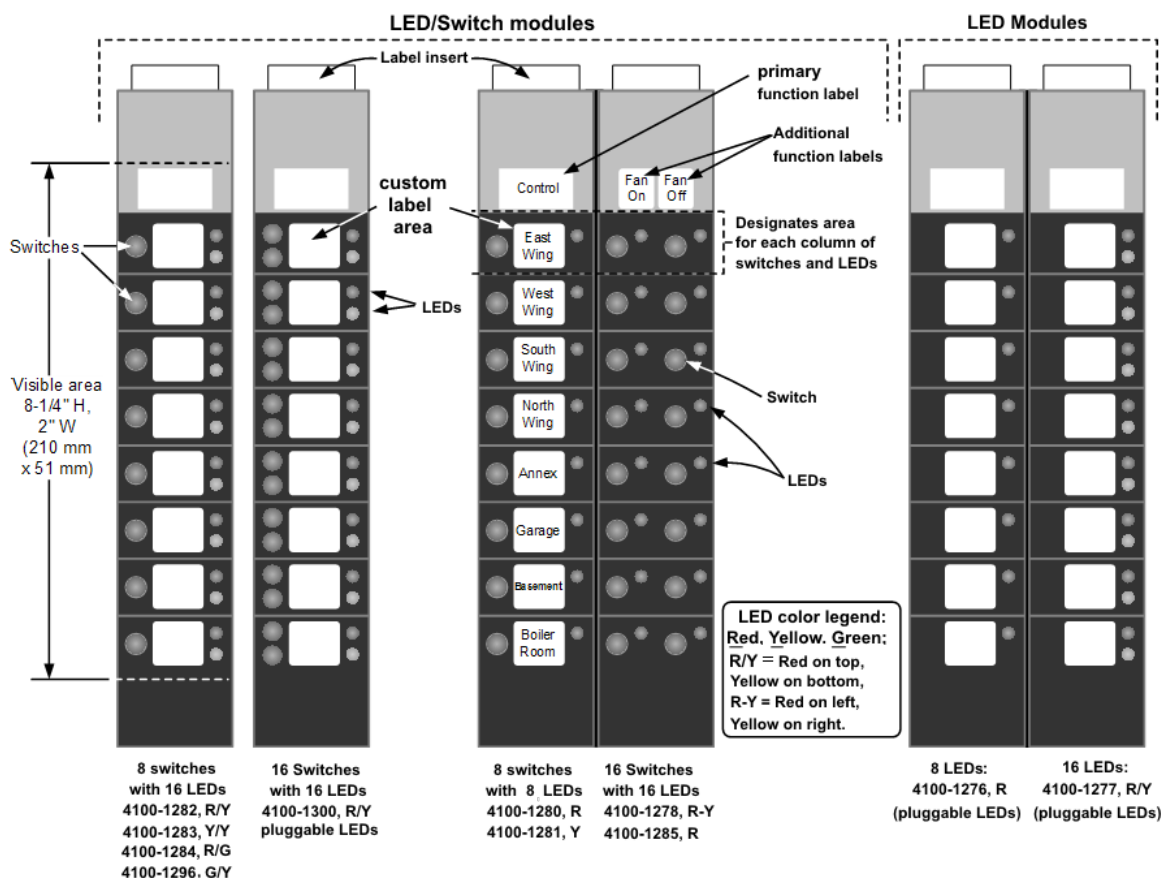 LED/Switch modules
LED Modules
Label insert
primary
function label
Additional
function labels
custom
label
area
Control
Fan
On
Fan
Off
Switches
East
Wing
Designates area
for each column of
switches and LEDs
West
Wing
LEDs
South
Wing
Switch
Visible area
8-1/4" H,
2" W
(210 mm
x 51 mm)
North
Wing
Annex
LEDs
Garage
Basement
Boiler
Room
LED color legend:
Red, Yellow. Green;
R/Y = Red on top,
Yellow on bottom,
R-Y = Red on left,
Yellow on right.
8 switches
with 16 LEDs
4100-1282, R/Y
4100-1283, Y/Y
4100-1284, R/G
4100-1296, G/Y
16 Switches
with 16 LEDs
4100-1300, R/Y
pluggable LEDs
8 switches
with 8 LEDs
4100-1280, R
4100-1281, Y
16 Switches
with 16 LEDs
4100-1278, R-Y
4100-1285, R
8 LEDs:
4100-1276, R
(pluggable LEDs)
16 LEDs:
4100-1277, R/Y
(pluggable LEDs)